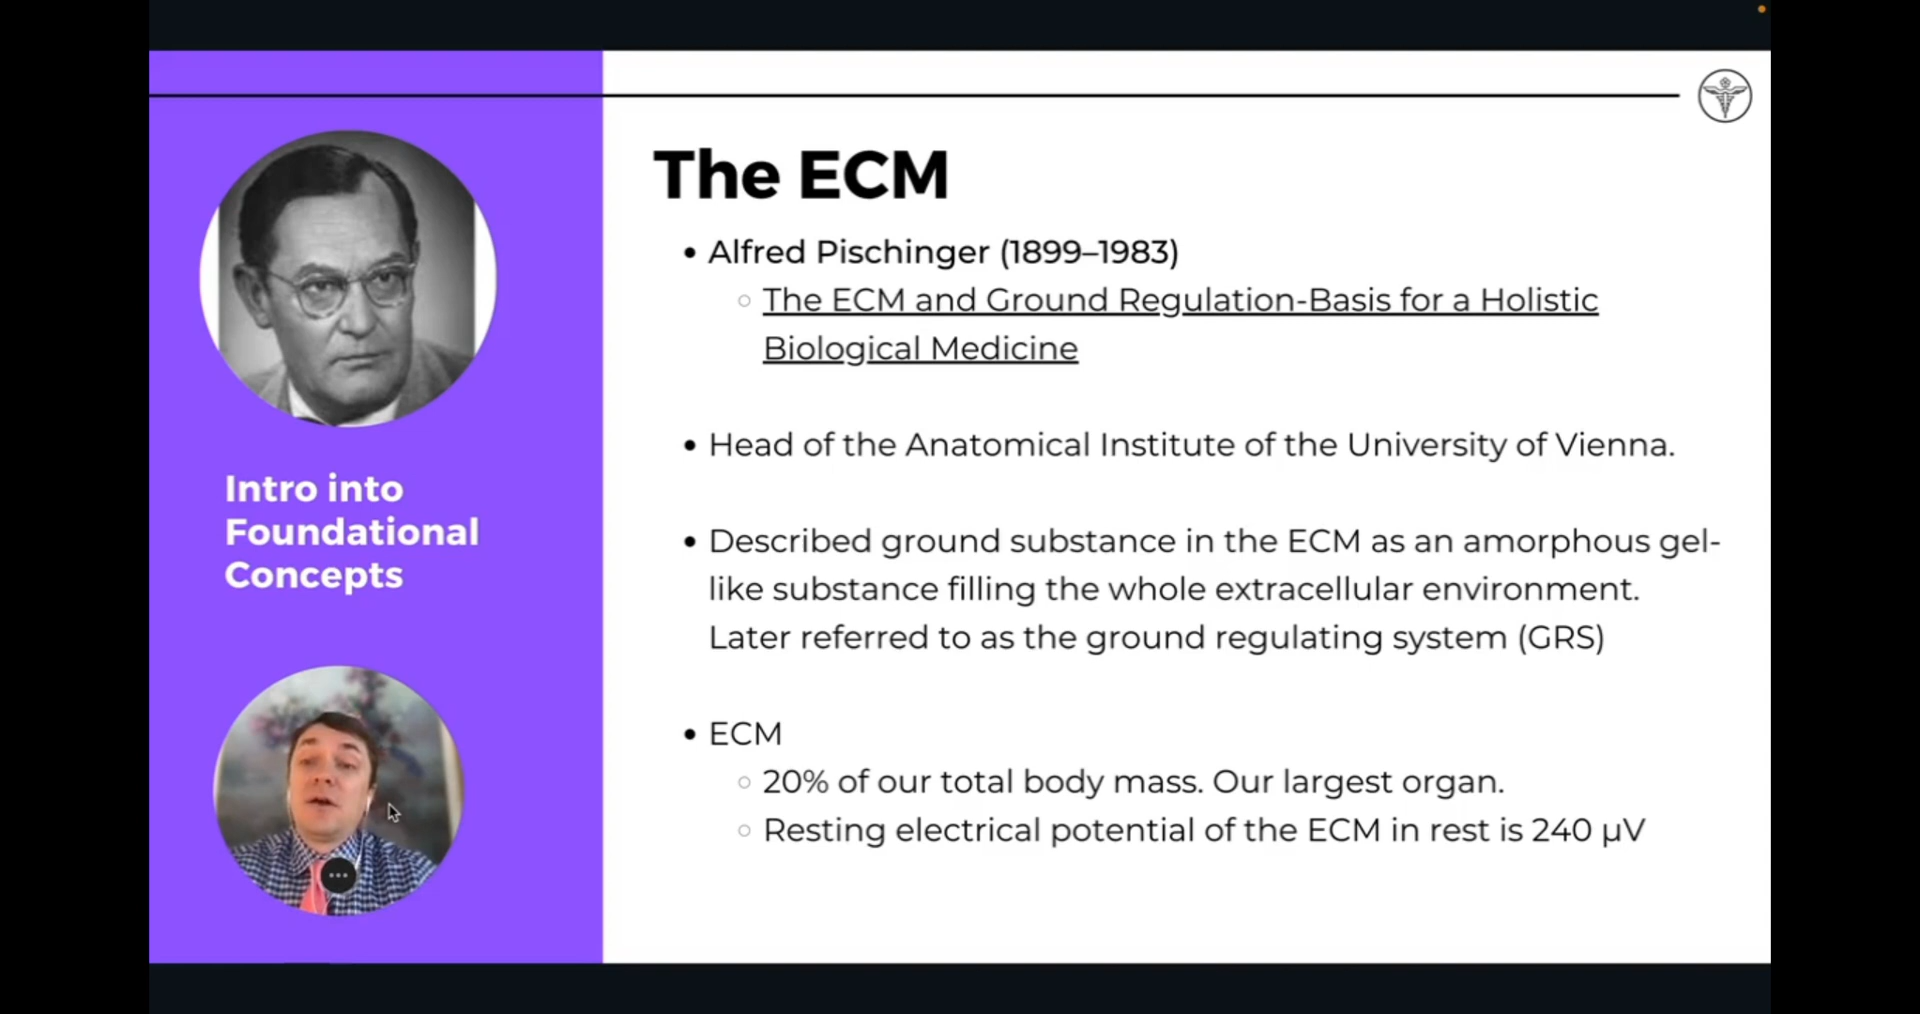 The ECM
Alfred Pischinger (1899–1983)
The ECM and Ground Regulation-Basis for a Holistic
Biological Medicine
Head of the Anatomical Institute of the University of Vienna.
Described ground substance in the ECM as an amorphous gel-
like substance filling the whole extracellular environment.
Later referred to as the ground regulating system (GRS)
ECM
20% of our total body mass. Our largest organ.
Resting electrical potential of the ECM in rest is 240 µV
Intro into
Foundational
Concepts